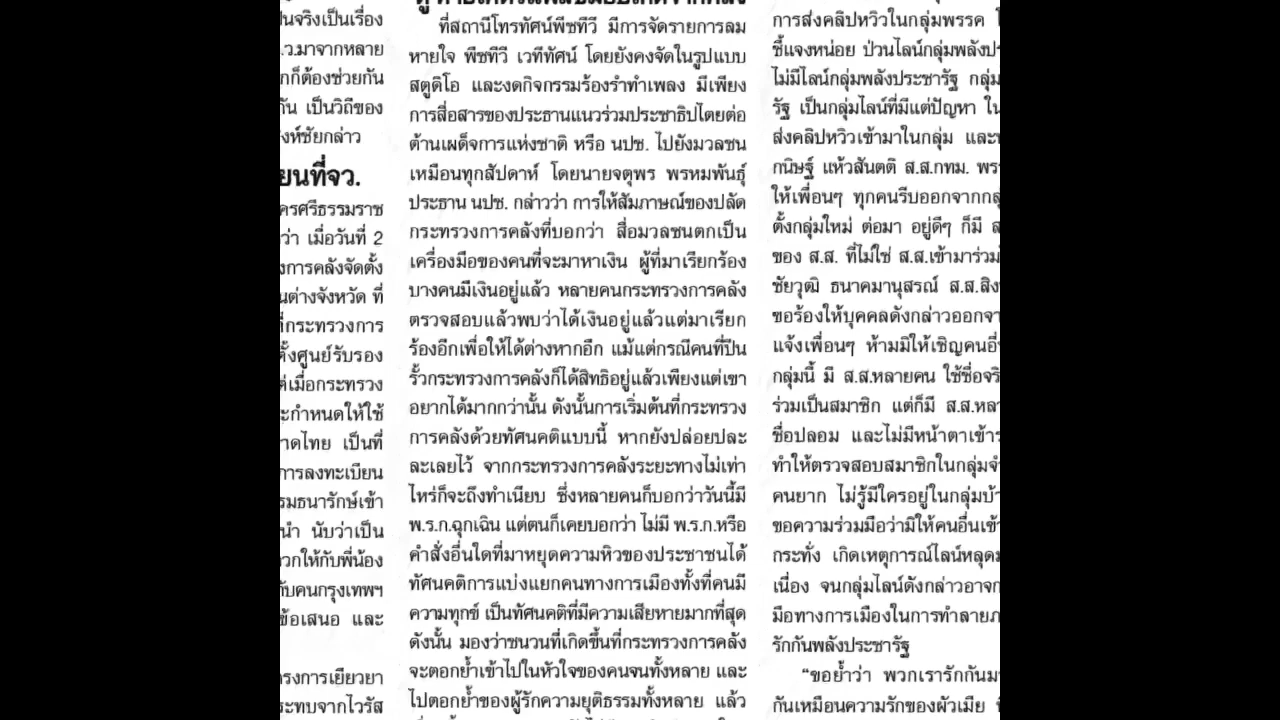 ป็นจริงเป็นเรื่อง
.ว.มาจากหลาย
กก็ต้องช่วยกัน
กัน เป็นวิถีของ
งห์ชัยกล่าว
ยนที่จว.
ครศรีธรรมราช
ว่า เมื่อวันที่ 2
งการคลังจัดตั้ง
นต่างจังหวัด ที่
กระทรวงการ
ตั้งศูนย์รับรอง
ต่เมื่อกระทรวง
ะกำหนดให้ใช้
าดไทย เป็นที่
การลงทะเบียน
รมธนารักษ์เข้า
นำ นับว่าเป็น
วกให้กับพี่น้อง
กับคนกรุงเทพฯ
ข้อเสนอ และ
ครงการเยียวยา
ะทบจากไวรัส
ที่สถานีโทรทัศน์พีชทีวี มีการจัดรายการลม
หายใจ พีชทีวี เวทีทัศน์ โดยยังคงจัดในรูปแบบ
สตูดิโอ และงดกิจกรรมร้องรำทำเพลง มีเพียง
การสื่อสารของประธานแนวร่วมประชาธิปไตยต่อ
ต้านเผด็จการแห่งชาติ หรือ นปช. ไปยังมวลชน
เหมือนทุกสัปดาห์ โดยนายจตุพร พรหมพันธุ์
ประธาน นปช. กล่าวว่า การให้สัมภาษณ์ของปลัด
กระทรวงการคลังที่บอกว่า สื่อมวลชนตกเป็น
เครื่องมือของคนที่จะมาหาเงิน ผู้ที่มาเรียกร้อง
บางคนมีเงินอยู่แล้ว หลายคนกระทรวงการคลัง
ตรวจสอบแล้วพบว่าได้เงินอยู่แล้วแต่มาเรียก
ร้องอีกเพื่อให้ได้ต่างหากอีก แม้แต่กรณีคนที่ปีน
รั้วกระทรวงการคลังก็ได้สิทธิอยู่แล้วเพียงแต่เขา
อยากได้มากกว่านั้น ดังนั้นการเริ่มต้นที่กระทรวง
การคลังด้วยทัศนคติแบบนี้ หากยังปล่อยปละ
ละเลยไว้ จากกระทรวงการคลังระยะทางไม่เท่า
ไหร่ก็จะถึงทำเนียบ ซึ่งหลายคนก็บอกว่าวันนี้มี
พ.ร.ก.ฉุกเฉิน แต่ตนก็เคยบอกว่า ไม่มี พ.ร.ก.หรือ
คำสั่งอื่นใดที่มาหยุดความหิวของประชาชนได้
ทัศนคติการแบ่งแยกคนทางการเมืองทั้งที่คนมี
ความทุกข์ เป็นทัศนคติที่มีความเสียหายมากที่สุด
ดังนั้น มองว่าชนวนที่เกิดขึ้นที่กระทรวงการคลัง
จะตอกย้ำเข้าไปในหัวใจของคนจนทั้งหลาย และ
ไปตอกย้ำของผู้รักความยุติธรรมทั้งหลาย แล้ว
การส่งคลิปหวิวในกลุ่มพรรค
ชี้แจงหน่อย ป่วนไลน์กลุ่มพลังปร
ไม่มีไลน์กลุ่มพลังประชารัฐ กลุ่ม
รัฐ เป็นกลุ่มไลน์ที่มีแต่ปัญหา ใน
ส่งคลิปหวิวเข้ามาในกลุ่ม และ
กนิษฐ์ แห้วสันตติ ส.ส.กทม. พร
ให้เพื่อนๆ ทุกคนรีบออกจากกลุ
ตั้งกลุ่มใหม่ ต่อมา อยู่ดีๆ ก็มี ส
ของ ส.ส. ที่ไม่ใช่ ส.ส.เข้ามาร่วม
ชัยวุฒิ ธนาคมานุสรณ์ ส.ส.สิง
ขอร้องให้บุคคลดังกล่าวออกจา
แจ้งเพื่อนๆ ห้ามมิให้เชิญคนอื่
กลุ่มนี้ มี ส.ส.หลายคน ใช้ชื่อจริ
ร่วมเป็นสมาชิก แต่ก็มี ส.ส.หลา
ชื่อปลอม และไม่มีหน้าตาเข้าร
ทำให้ตรวจสอบสมาชิกในกลุ่มจำ
คนยาก ไม่รู้มีใครอยู่ในกลุ่มบ้า
ขอความร่วมมือว่ามิให้คนอื่นเข้า
กระทั่ง เกิดเหตุการณ์ไลน์หลุด
เนื่อง จนกลุ่มไลน์ดังกล่าวอาจก
มือทางการเมืองในการทำลายภ
รักกันพลังประชารัฐ
“ขอย้ำว่า พวกเรารักกันม
กันเหมือนความรักของผัวเมีย